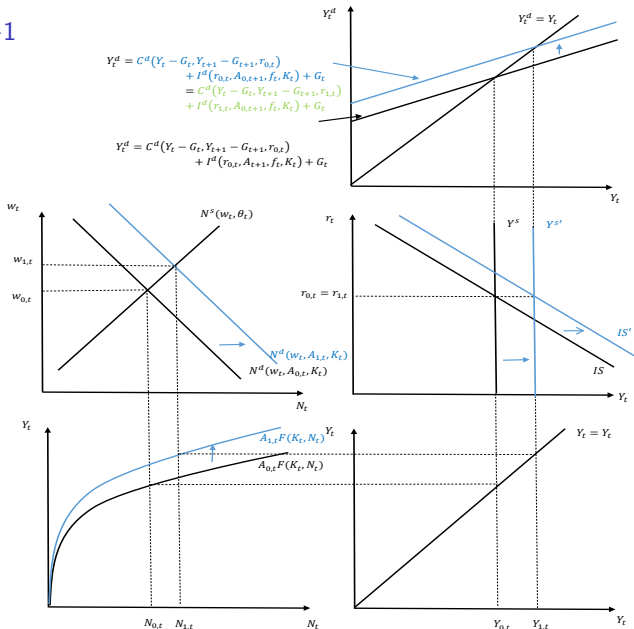 -1
Y_t^d
Y_t^d = Y_t
Y_t^d = C^d(Y_t − G_t, Y_{t+1} − G_{t+1}, r_{0,t})
+ I^d(r_{0,t}, A_{0,t+1}, f_t, K_t) + G_t
= C^d(Y_t − G_t, Y_{t+1} − G_{t+1}, r_{1,t})
+ I^d(r_{1,t}, A_{0,t+1}, f_t, K_t) + G_t
Y_t^d = C^d(Y_t − G_t, Y_{t+1} − G_{t+1}, r_{0,t})
+ I^d(r_{0,t}, A_{t+1}, f_t, K_t) + G_t
Y_t
w_t
N^s(w_t, θ_t)
w_{1,t}
w_{0,t}
N^d(w_t, A_{1,t}, K_t)
N^d(w_t, A_{0,t}, K_t)
N_t
r_t
Y^s
Y^{s′}
r_{0,t} = r_{1,t}
IS′
IS
Y_t
Y_t
A_{1,t}F(K_t, N_t)
A_{0,t}F(K_t, N_t)
N_{0,t}
N_{1,t}
N_t
Y_t
Y_t = Y_t
Y_{0,t}
Y_{1,t}
Y_t